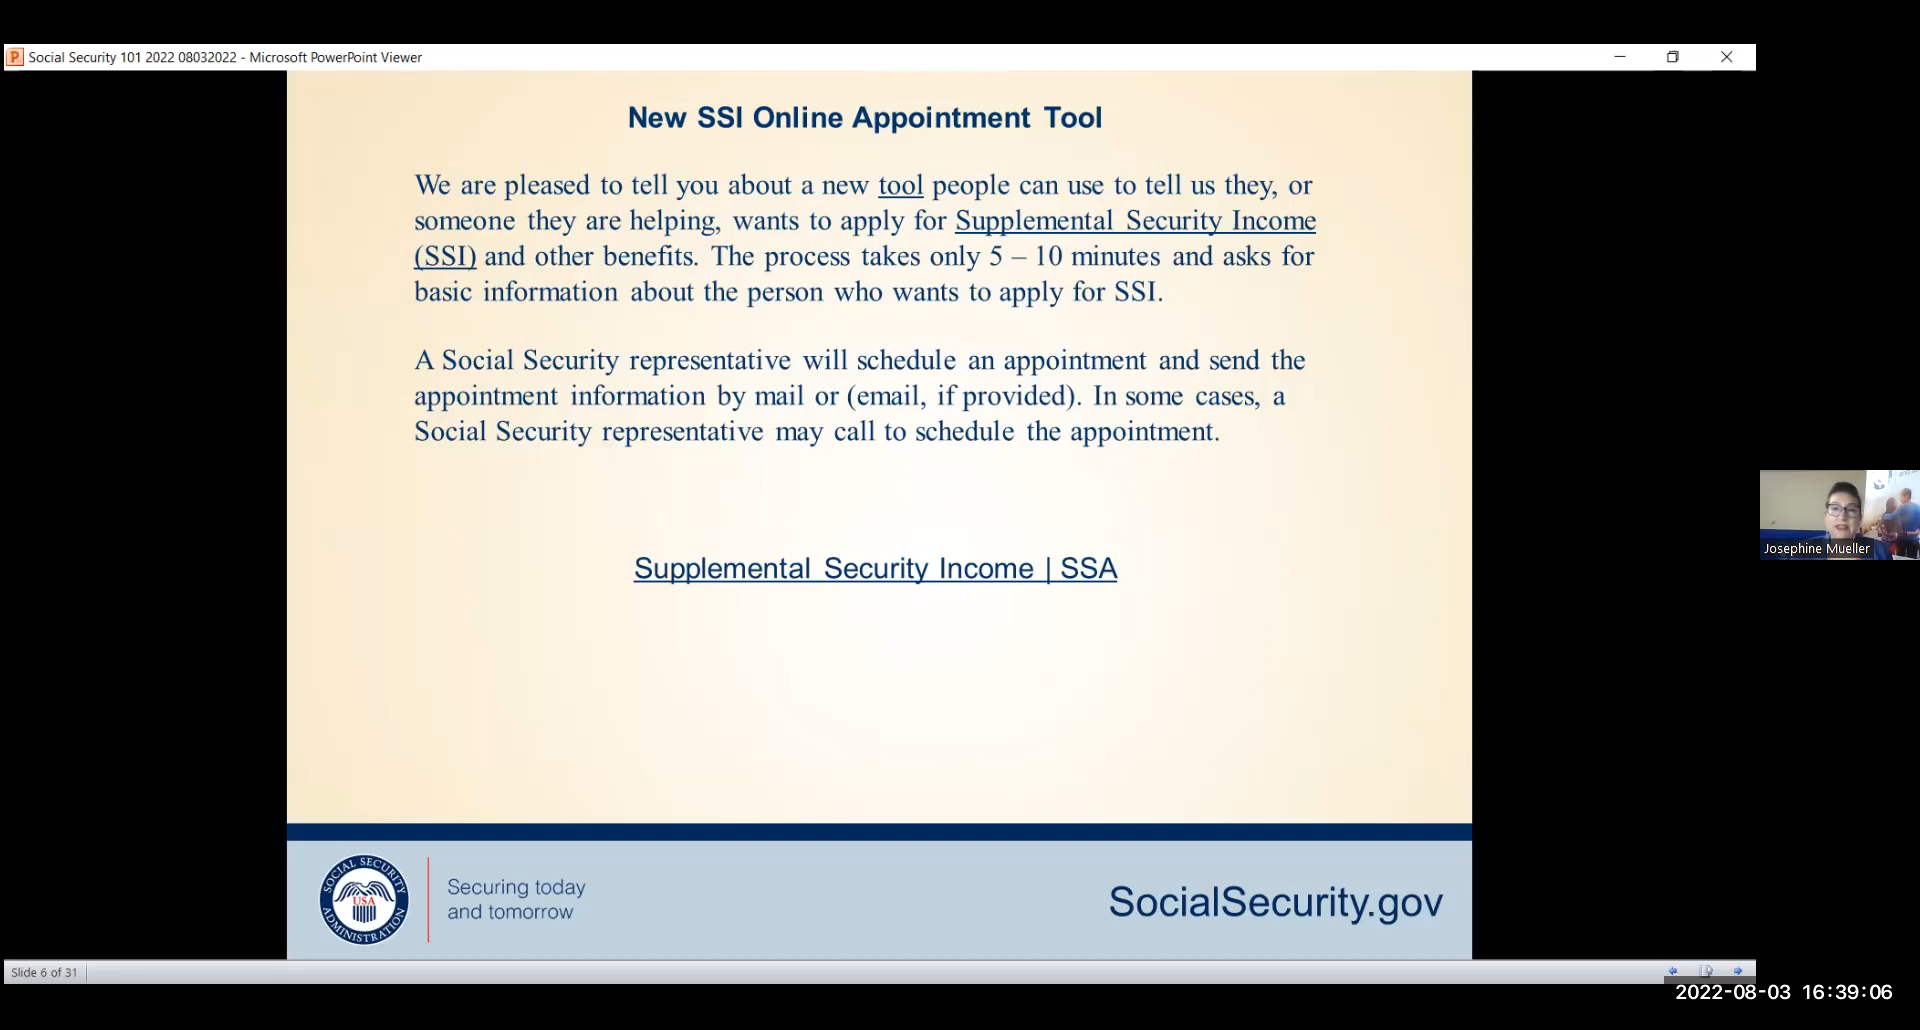 Social Security 101 2022 08032022 - Microsoft PowerPoint Viewer
New SSI Online Appointment Tool
We are pleased to tell you about a new tool people can use to tell us they, or
someone they are helping, wants to apply for Supplemental Security Income
(SSI) and other benefits. The process takes only 5 – 10 minutes and asks for
basic information about the person who wants to apply for SSI.
A Social Security representative will schedule an appointment and send the
appointment information by mail or (email, if provided). In some cases, a
Social Security representative may call to schedule the appointment.
Supplemental Security Income | SSA
Josephine Mueller
SOCIAL SECURITY
USA
ADMINISTRATION
Securing today
and tomorrow
SocialSecurity.gov
Slide 6 of 31
2022-08-03 16:39:06